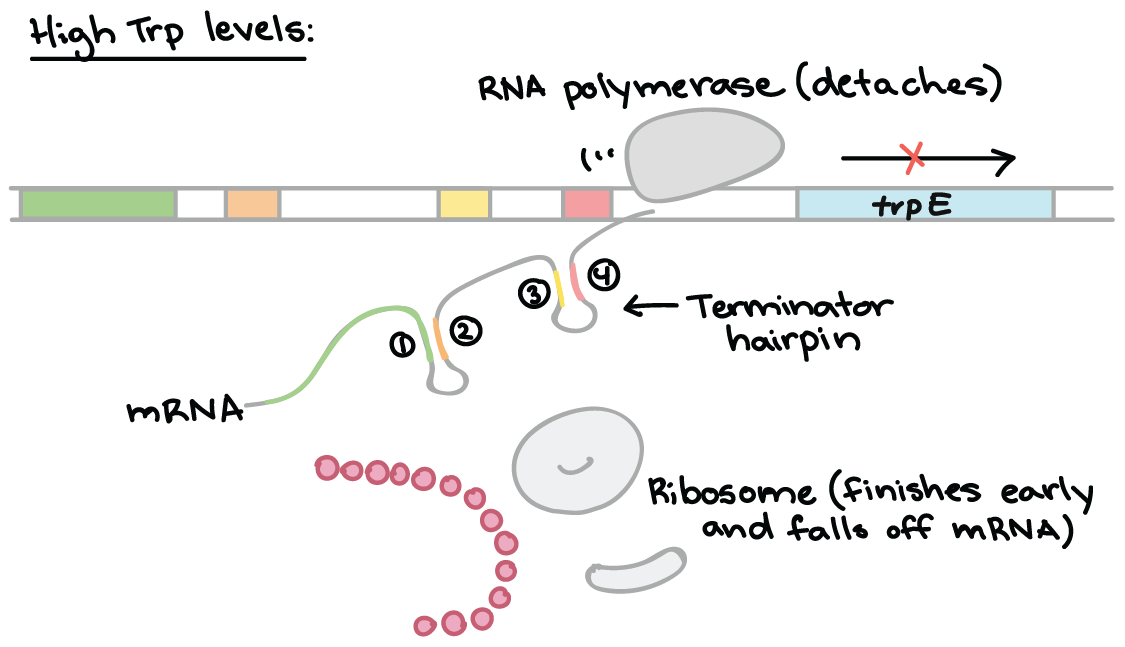 High Trp levels:
RNA polymerase (detaches)
trpE
①
②
③
④
Terminator
hairpin
mRNA
Ribosome (finishes early
and falls off mRNA)